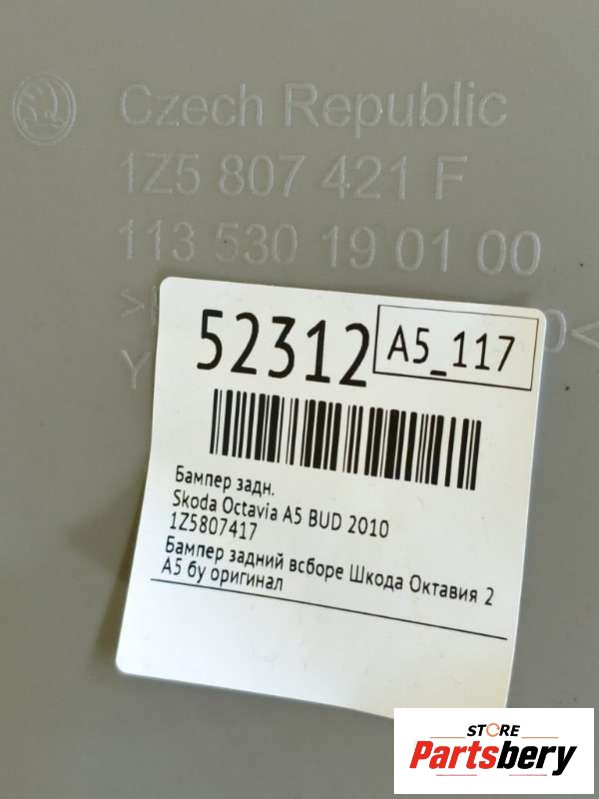 Czech Republic
1Z5 807 421 F
113 530 19 01 00
52312
A5_117
Бампер задн.
Skoda Octavia A5 BUD 2010
1Z5807417
Бампер задний всборе Шкода Октавия 2
А5 бу оригинал
STORE
Partsbery